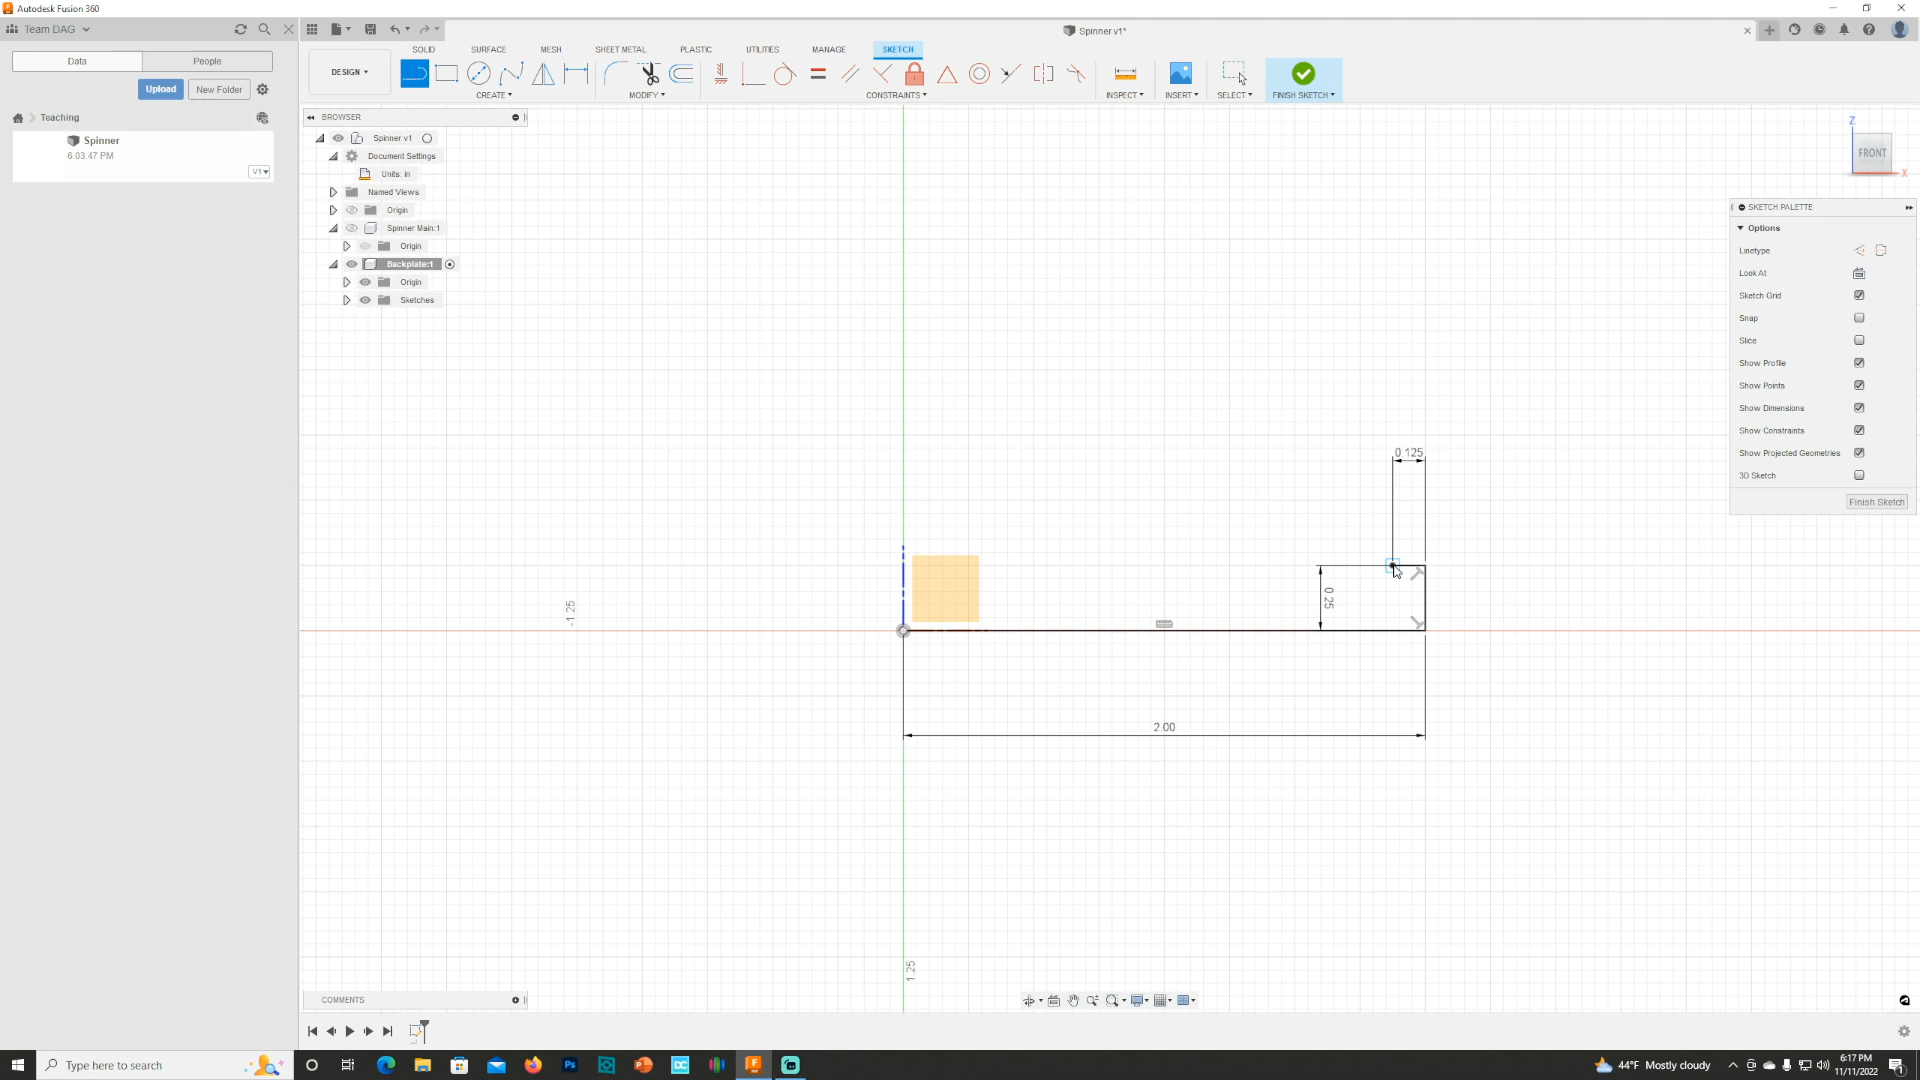 Autodesk Fusion 360
Team DAG
Spinner v1*
Data
People
Upload
New Folder
Teaching
Spinner
6:03:47 PM
V1
DESIGN
SOLID
SURFACE
MESH
SHEET METAL
PLASTIC
UTILITIES
MANAGE
SKETCH
CREATE
MODIFY
CONSTRAINTS
INSPECT
INSERT
SELECT
FINISH SKETCH
BROWSER
Spinner v1
Document Settings
Units: in
Named Views
Origin
Spinner Main:1
Origin
Backplate:1
Origin
Sketches
Z
FRONT
X
SKETCH PALETTE
Options
Linetype
Look At
Sketch Grid
Snap
Slice
Show Profile
Show Points
Show Dimensions
Show Constraints
Show Projected Geometries
3D Sketch
Finish Sketch
0.125
0.25
-1.25
2.00
1.25
COMMENTS
Type here to search
Ps
P
DC
F
44°F Mostly cloudy
6:17 PM
11/11/2022
1